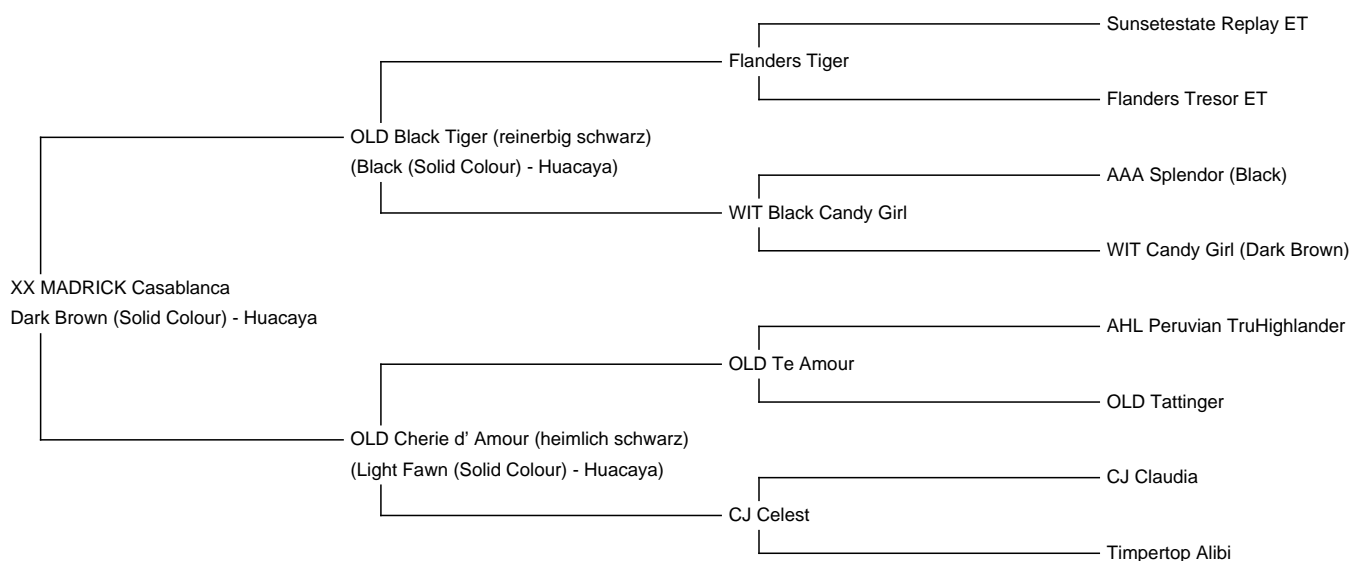 Sunsetestate Replay ET
Flanders Tiger
Flanders Tresor ET
OLD Black Tiger (reinerbig schwarz)
(Black (Solid Colour) - Huacaya)
AAA Splendor (Black)
WIT Black Candy Girl
WIT Candy Girl (Dark Brown)
XX MADRICK Casablanca
Dark Brown (Solid Colour) - Huacaya
AHL Peruvian TruHighlander
OLD Te Amour
OLD Tattinger
OLD Cherie d’ Amour (heimlich schwarz)
(Light Fawn (Solid Colour) - Huacaya)
CJ Claudia
CJ Celest
Timpertop Alibi